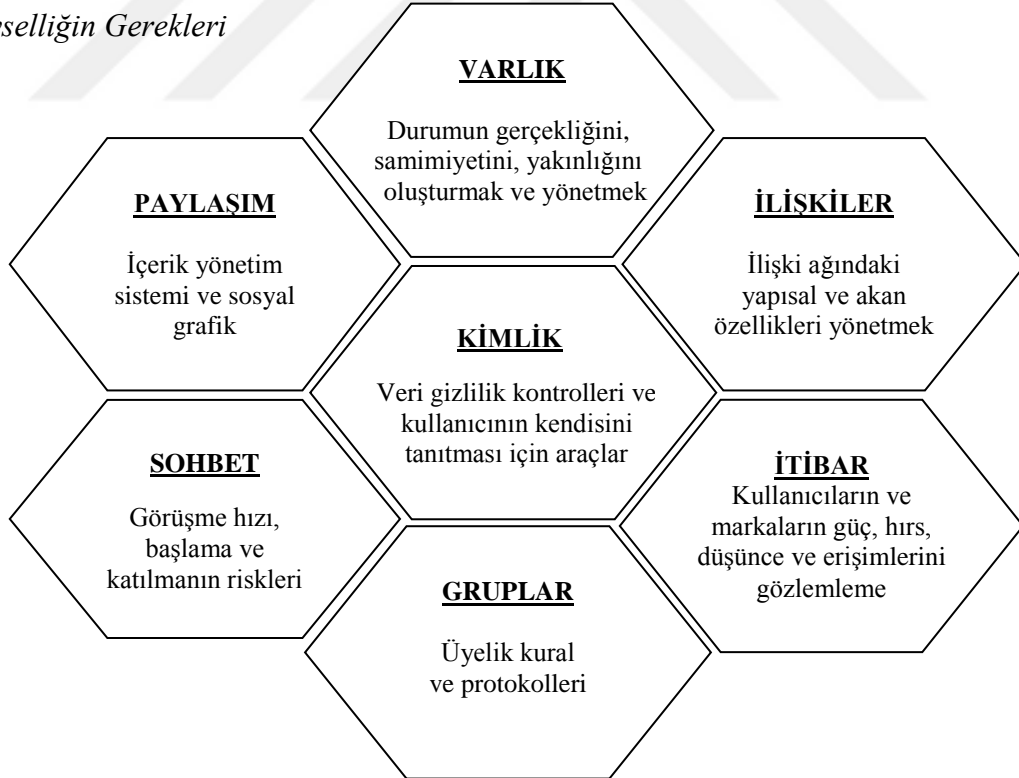 selliğin Gerekleri
VARLIK
Durumun gerçekliğini,
samimiyetini, yakınlığını
oluşturmak ve yönetmek
PAYLAŞIM
İçerik yönetim
sistemi ve sosyal
grafik
İLİŞKİLER
İlişki ağındaki
yapısal ve akan
özellikleri yönetmek
KİMLİK
Veri gizlilik kontrolleri ve
kullanıcının kendisini
tanıtması için araçlar
SOHBET
Görüşme hızı,
başlama ve
katılmanın riskleri
İTİBAR
Kullanıcıların ve
markaların güç, hırs,
düşünce ve erişimlerini
gözlemleme
GRUPLAR
Üyelik kural
ve protokolleri